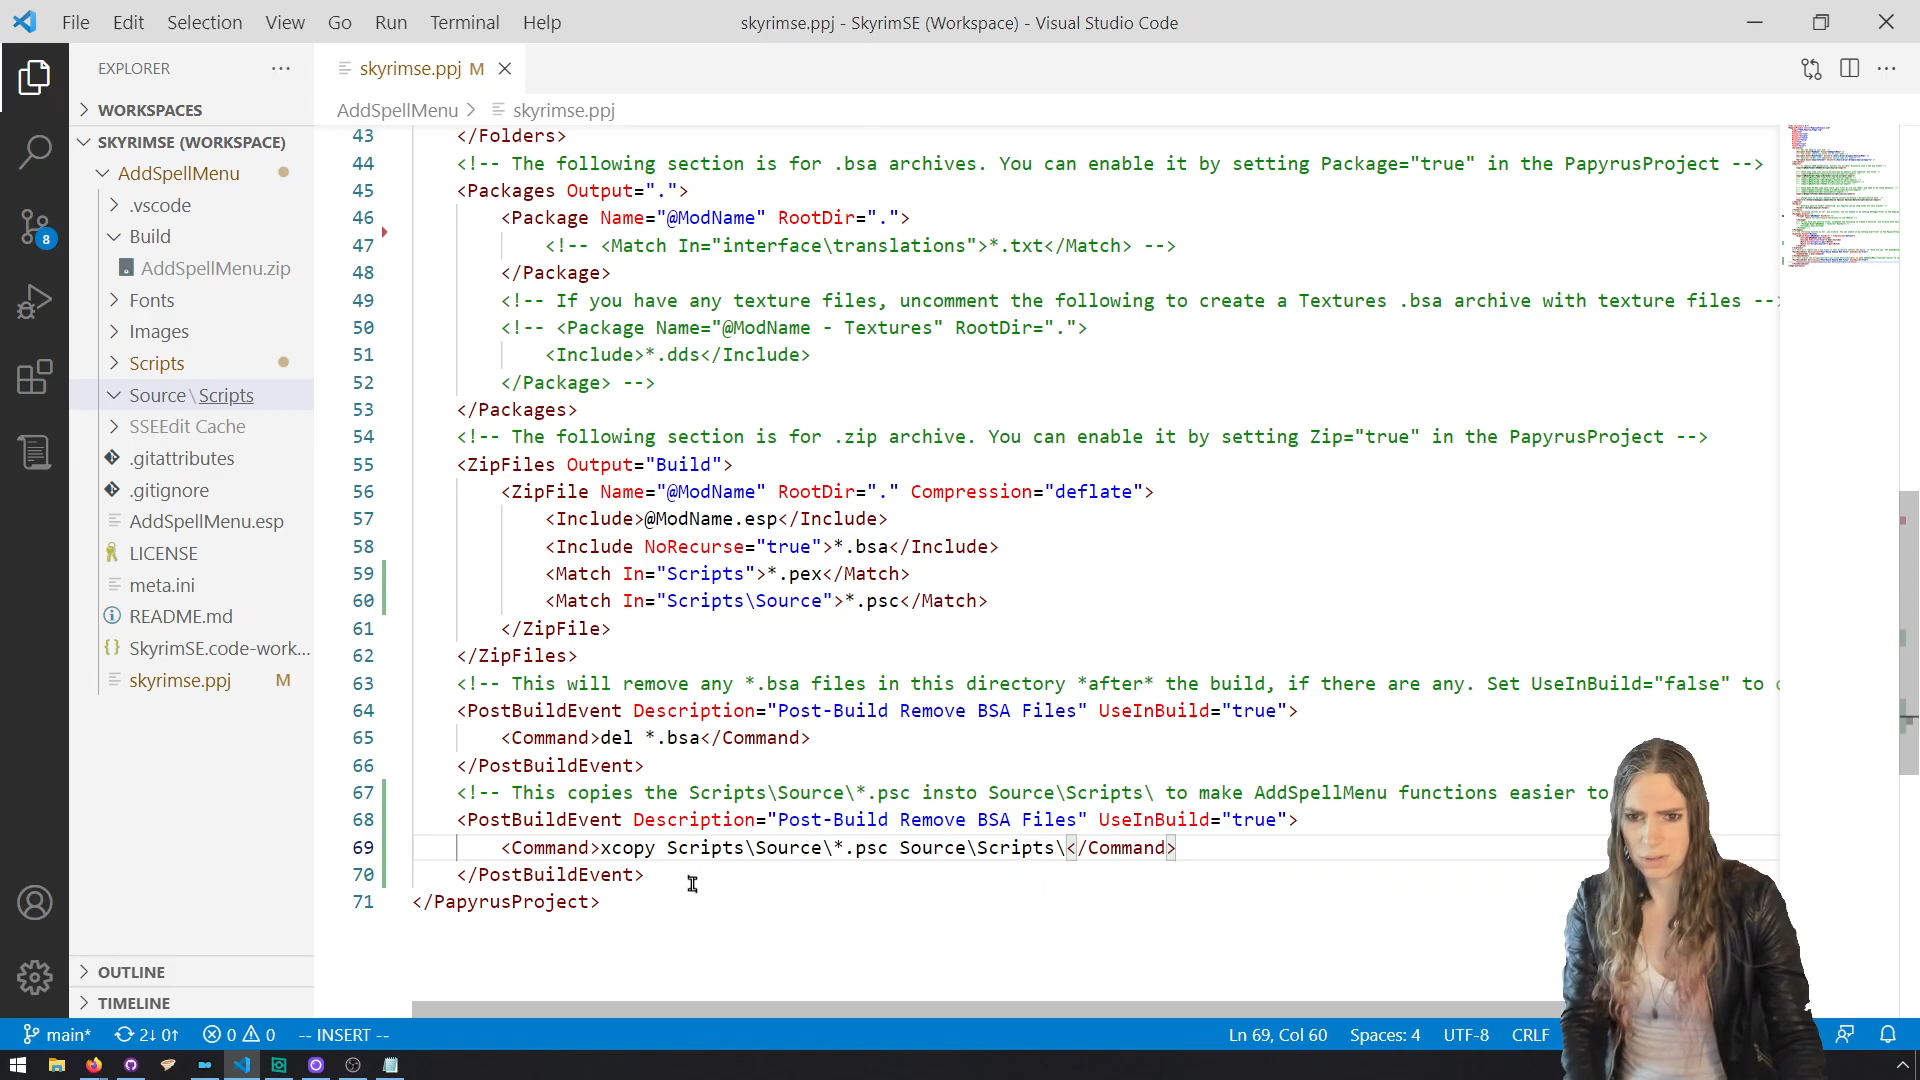 File Edit Selection View Go Run Terminal Help
skyrimse.ppj - SkyrimSE (Workspace) - Visual Studio Code
EXPLORER
WORKSPACES
SKYRIMSE (WORKSPACE)
AddSpellMenu
.vscode
Build
AddSpellMenu.zip
Fonts
Images
Scripts
Source\Scripts
SSEEdit Cache
.gitattributes
.gitignore
AddSpellMenu.esp
LICENSE
meta.ini
README.md
SkyrimSE.code-work...
skyrimse.ppj M
OUTLINE
TIMELINE
8
skyrimse.ppj M
AddSpellMenu > skyrimse.ppj
43 </Folders>
44 <!-- The following section is for .bsa archives. You can enable it by setting Package="true" in the PapyrusProject -->
45 <Packages Output=".">
46 <Package Name="@ModName" RootDir=".">
47 <!-- <Match In="interface\translations">*.txt</Match> -->
48 </Package>
49 <!-- If you have any texture files, uncomment the following to create a Textures .bsa archive with texture files --
50 <!-- <Package Name="@ModName - Textures" RootDir=".">
51 <Include>*.dds</Include>
52 </Package> -->
53 </Packages>
54 <!-- The following section is for .zip archive. You can enable it by setting Zip="true" in the PapyrusProject -->
55 <ZipFiles Output="Build">
56 <ZipFile Name="@ModName" RootDir="." Compression="deflate">
57 <Include>@ModName.esp</Include>
58 <Include NoRecurse="true">*.bsa</Include>
59 <Match In="Scripts">*.pex</Match>
60 <Match In="Scripts\Source">*.psc</Match>
61 </ZipFile>
62 </ZipFiles>
63 <!-- This will remove any *.bsa files in this directory *after* the build, if there are any. Set UseInBuild="false" to
64 <PostBuildEvent Description="Post-Build Remove BSA Files" UseInBuild="true">
65 <Command>del *.bsa</Command>
66 </PostBuildEvent>
67 <!-- This copies the Scripts\Source\*.psc insto Source\Scripts\ to make AddSpellMenu functions easier to
68 <PostBuildEvent Description="Post-Build Remove BSA Files" UseInBuild="true">
69 <Command>xcopy Scripts\Source\*.psc Source\Scripts\</Command>
70 </PostBuildEvent>
71 </PapyrusProject>
main* 2↓ 0↑ 0 0 -- INSERT --
Ln 69, Col 60 Spaces: 4 UTF-8 CRLF